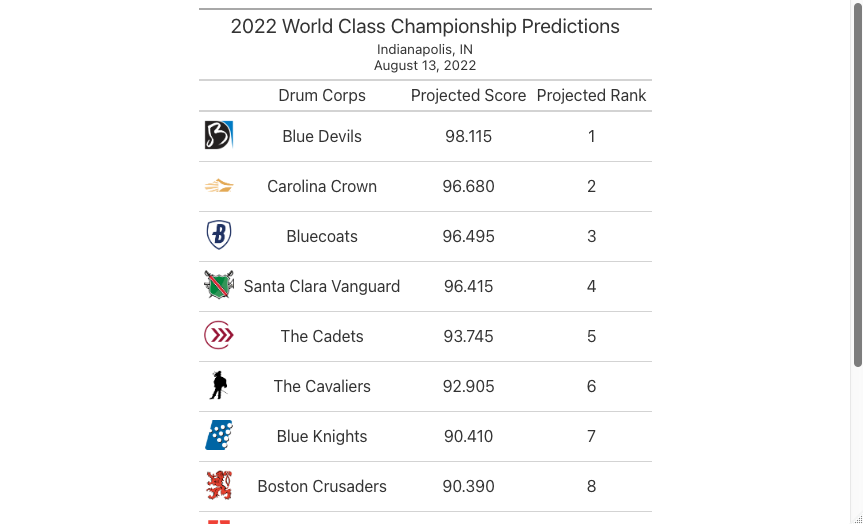 2022 World Class Championship Predictions
Indianapolis, IN
August 13, 2022
Drum Corps Projected Score Projected Rank
B Blue Devils 98.115 1
Carolina Crown 96.680 2
B Bluecoats 96.495 3
Santa Clara Vanguard 96.415 4
The Cadets 93.745 5
The Cavaliers 92.905 6
Blue Knights 90.410 7
Boston Crusaders 90.390 8